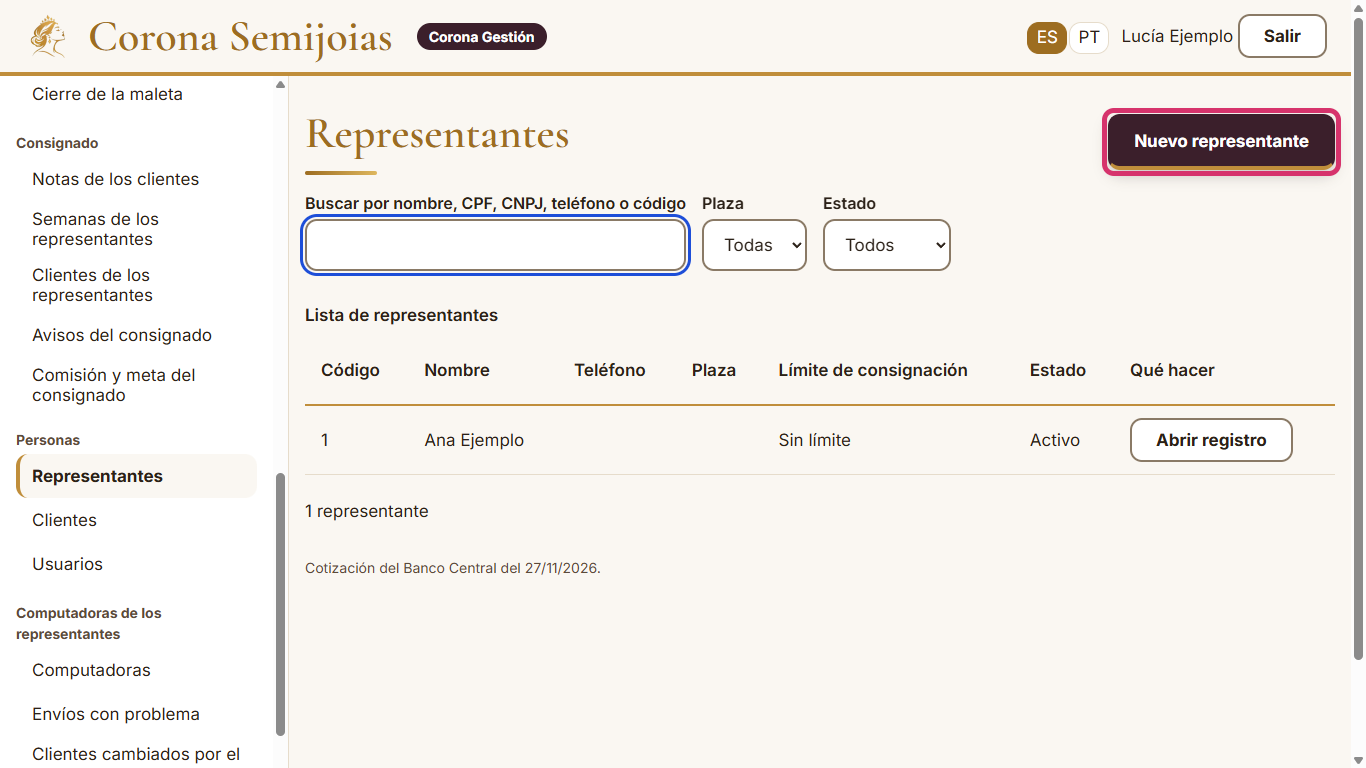 Corona Semijoias
Corona Gestión
ES
PT
Lucía Ejemplo
Salir
Cierre de la maleta
Consignado
Notas de los clientes
Semanas de los
representantes
Clientes de los
representantes
Avisos del consignado
Comisión y meta del
consignado
Personas
Representantes
Clientes
Usuarios
Computadoras de los
representantes
Computadoras
Envíos con problema
Clientes cambiados por el
Representantes
Nuevo representante
Buscar por nombre, CPF, CNPJ, teléfono o código
Plaza
Estado
Todas
Todos
Lista de representantes
Código Nombre Teléfono Plaza Límite de consignación Estado Qué hacer
1 Ana Ejemplo Sin límite Activo Abrir registro
1 representante
Cotización del Banco Central del 27/11/2026.